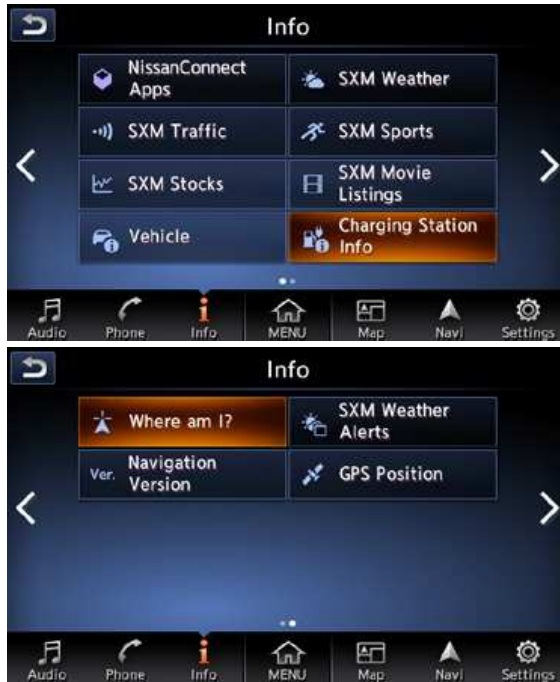 Info
NissanConnect
Apps
SXM Weather
SXM Traffic
SXM Sports
SXM Stocks
SXM Movie
Listings
Vehicle
Charging Station
Info
Audio
Phone
Info
MENU
Map
Navi
Settings
Info
Where am I?
SXM Weather
Alerts
Ver.
Navigation
Version
GPS Position
Audio
Phone
Info
MENU
Map
Navi
Settings